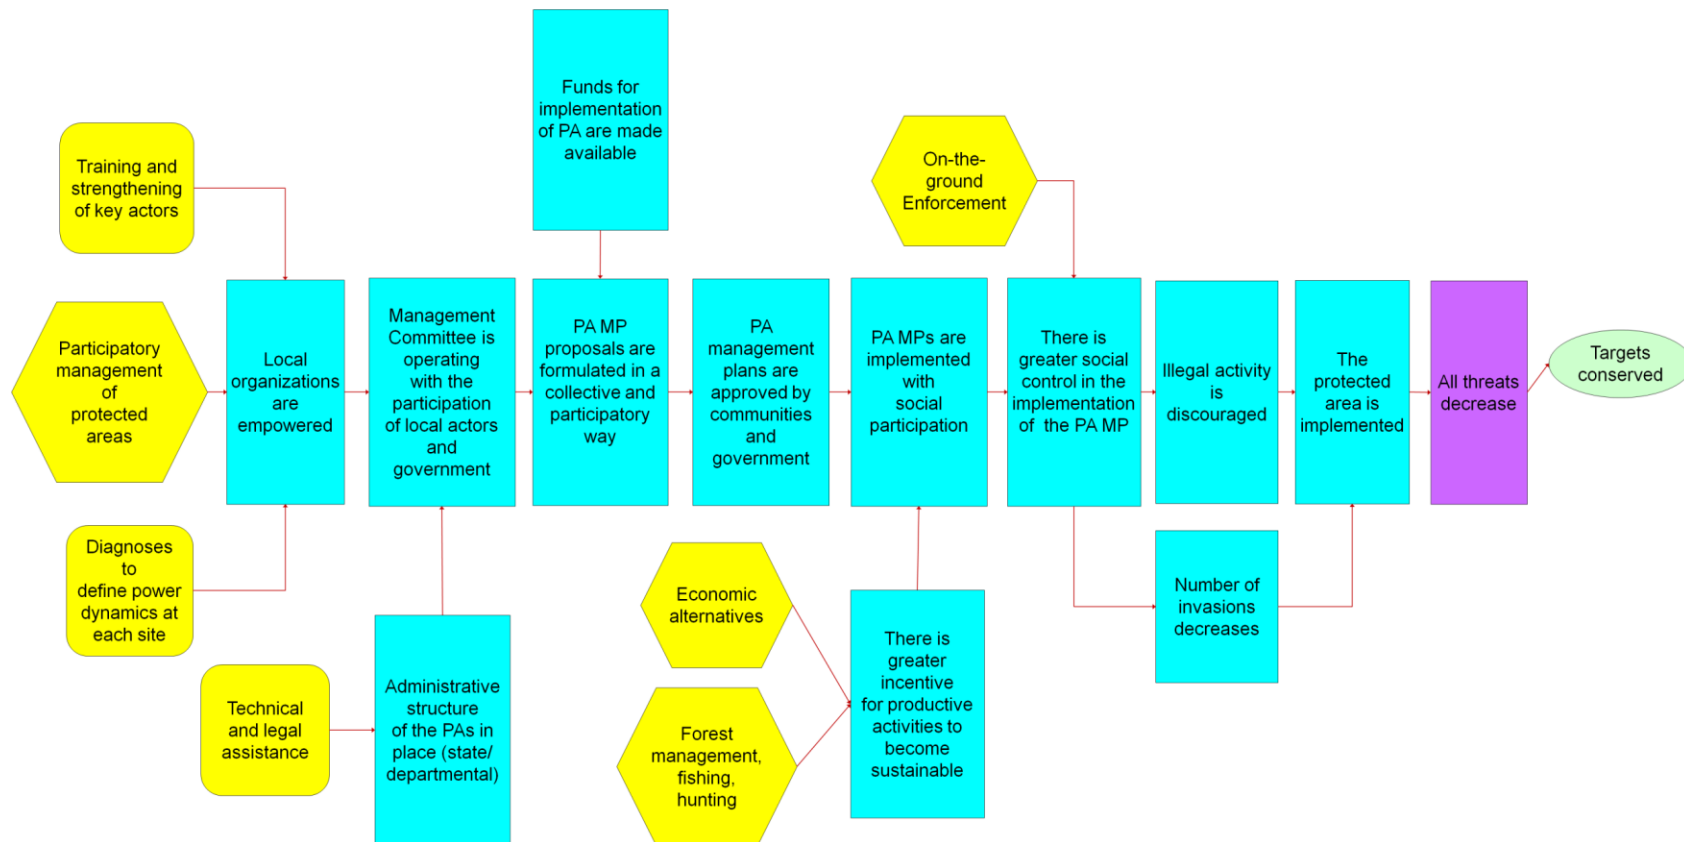 Funds for
implementation
of PA are made
available
Training and
strengthening
of key actors
On-the-
ground
Enforcement
Participatory
management
of
protected
areas
Local
organizations
are
empowered
Management
Committee is
operating
with the
participation
of local actors
and
government
PA MP
proposals are
formulated in a
collective and
participatory
way
PA
management
plans are
approved by
communities
and
government
PA MPs are
implemented
with
social
participation
There is
greater social
control in the
implementation
of the PA MP
Illegal activity
is
discouraged
The
protected
area is
implemented
All threats
decrease
Targets
conserved
Diagnoses
to
define power
dynamics at
each site
Economic
alternatives
Number of
invasions
decreases
Technical
and legal
assistance
Administrative
structure
of the PAs in
place (state/
departmental)
Forest
management,
fishing,
hunting
There is
greater
incentive
for productive
activities to
become
sustainable